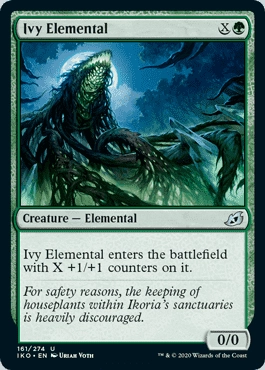 Ivy Elemental XG
Creature — Elemental
Ivy Elemental enters the battlefield
with X +1/+1 counters on it.
For safety reasons, the keeping of
houseplants within Ikoria's sanctuaries
is heavily discouraged.
0/0
161/274 U
IKO • EN Uriah Voth
™ & © 2020 Wizards of the Coast